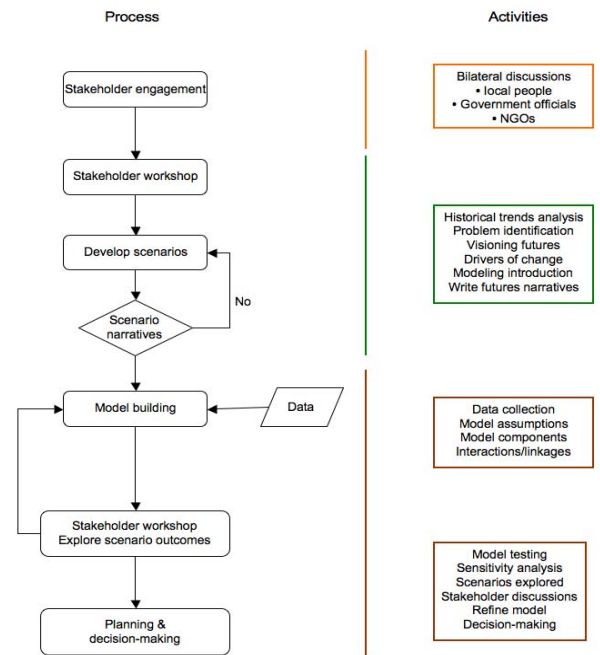 Process
Activities
Stakeholder engagement
Bilateral discussions
• local people
• Government officials
• NGOs
Stakeholder workshop
Develop scenarios
No
Scenario
narratives
Historical trends analysis
Problem identification
Visioning futures
Drivers of change
Modeling introduction
Write futures narratives
Model building
Data
Data collection
Model assumptions
Model components
Interactions/linkages
Stakeholder workshop
Explore scenario outcomes
Planning &
decision-making
Model testing
Sensitivity analysis
Scenarios explored
Stakeholder discussions
Refine model
Decision-making